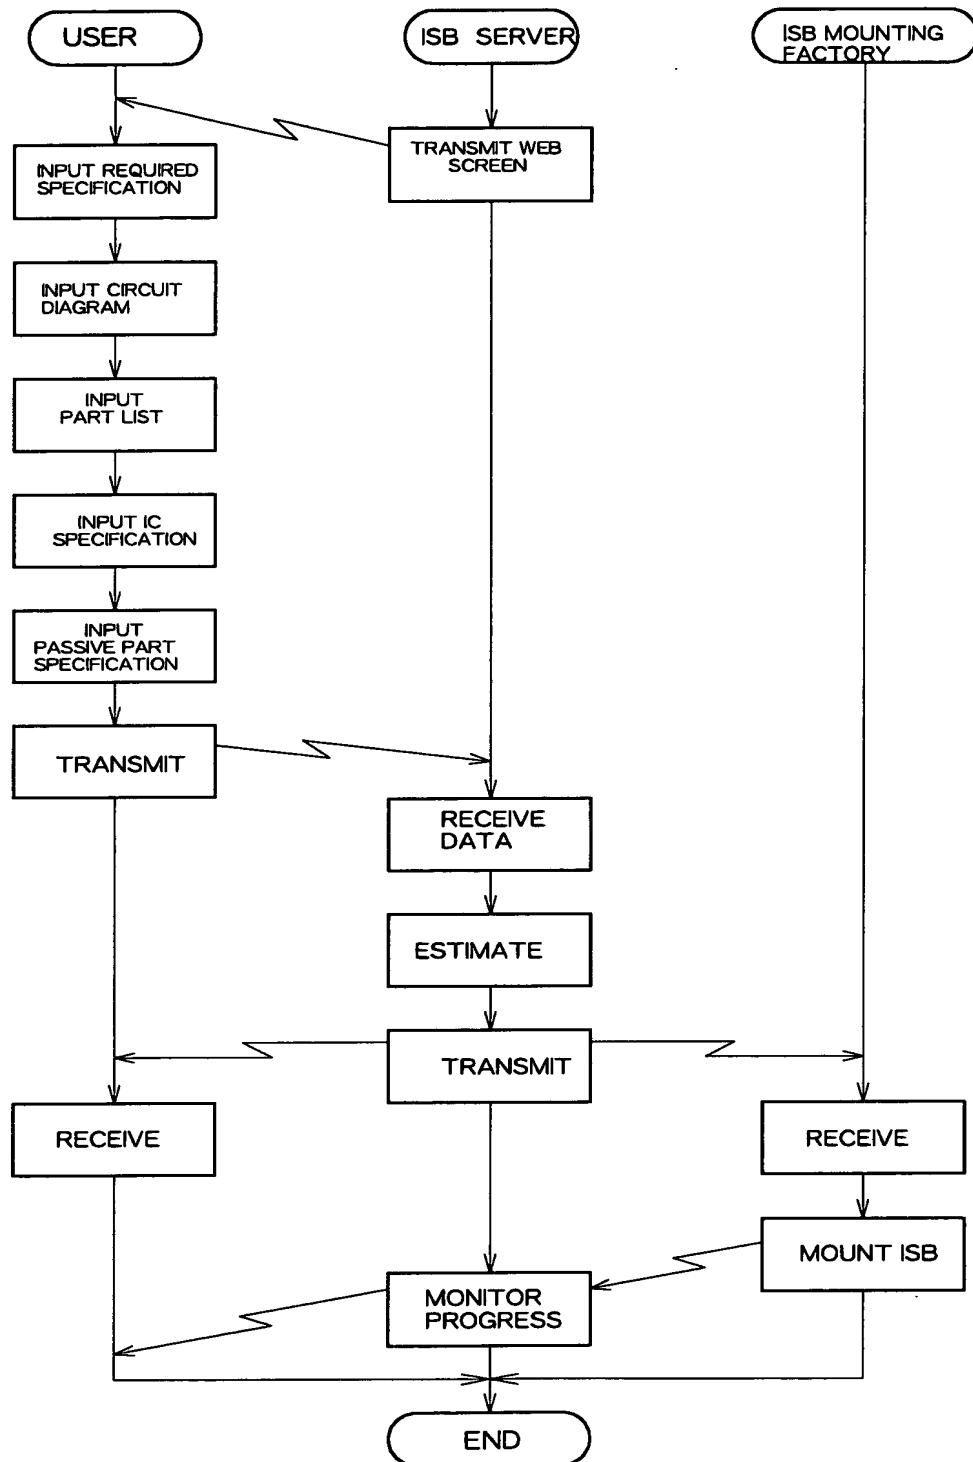 USER
ISB SERVER
ISB MOUNTING
FACTORY
TRANSMIT WEB
SCREEN
INPUT REQUIRED
SPECIFICATION
INPUT CIRCUIT
DIAGRAM
INPUT
PART LIST
INPUT IC
SPECIFICATION
INPUT
PASSIVE PART
SPECIFICATION
TRANSMIT
RECEIVE
DATA
ESTIMATE
TRANSMIT
RECEIVE
RECEIVE
MOUNT ISB
MONITOR
PROGRESS
END